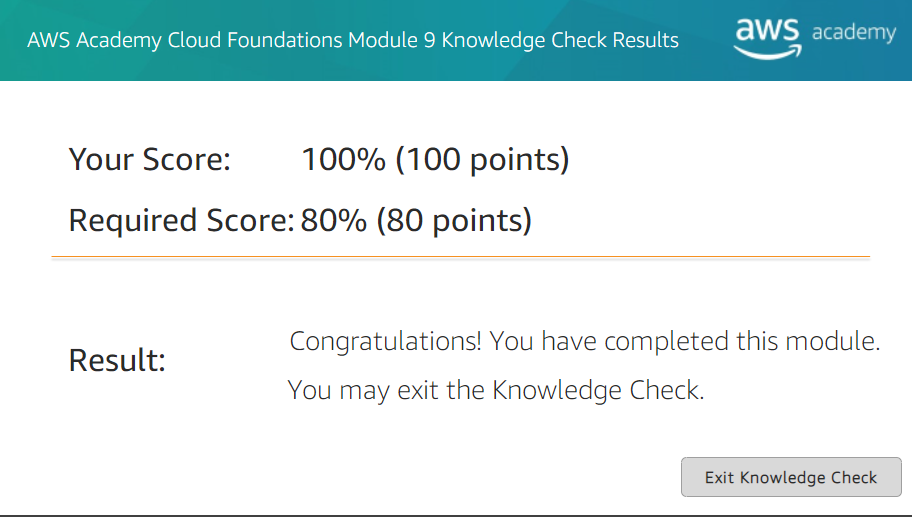 AWS Academy Cloud Foundations Module 9 Knowledge Check Results
aws academy
Your Score: 100% (100 points)
Required Score: 80% (80 points)
Result:
Congratulations! You have completed this module.
You may exit the Knowledge Check.
Exit Knowledge Check